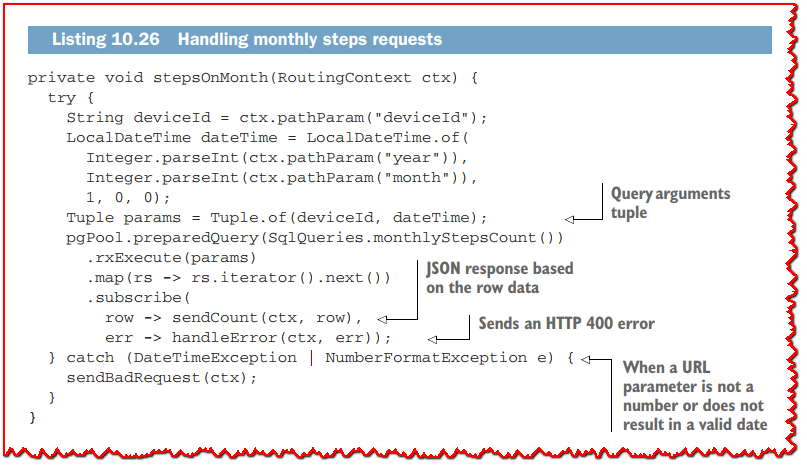 Listing 10.26 Handling monthly steps requests
private void stepsOnMonth(RoutingContext ctx) {
  try {
    String deviceId = ctx.pathParam("deviceId");
    LocalDateTime dateTime = LocalDateTime.of(
      Integer.parseInt(ctx.pathParam("year")),
      Integer.parseInt(ctx.pathParam("month")),
      1, 0, 0);
    Tuple params = Tuple.of(deviceId, dateTime);
    pgPool.preparedQuery(SqlQueries.monthlyStepsCount())
      .rxExecute(params)
      .map(rs -> rs.iterator().next())
      .subscribe(
        row -> sendCount(ctx, row),
        err -> handleError(ctx, err));
  } catch (DateTimeException | NumberFormatException e) {
    sendBadRequest(ctx);
  }
}
Query arguments
tuple
JSON response based
on the row data
Sends an HTTP 400 error
When a URL
parameter is not a
number or does not
result in a valid date